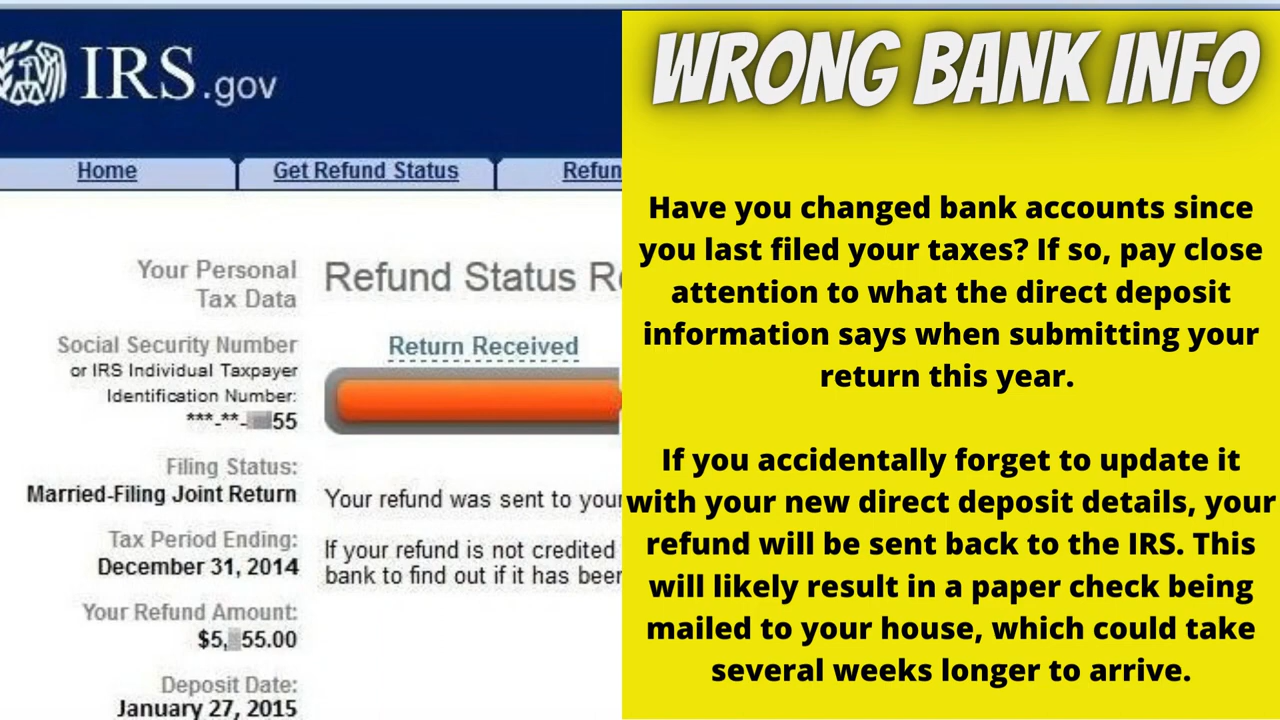 IRS.gov
Home
Get Refund Status
Refun
Your Personal
Tax Data
Social Security Number
or IRS Individual Taxpayer
Identification Number:
***-**-55
Filing Status:
Married-Filing Joint Return
Tax Period Ending:
December 31, 2014
Your Refund Amount:
$5, 55.00
Deposit Date:
January 27, 2015
Refund Status R
Return Received
Your refund was sent to your
If your refund is not credited
bank to find out if it has been
WRONG BANK INFO
Have you changed bank accounts since
you last filed your taxes? If so, pay close
attention to what the direct deposit
information says when submitting your
return this year.
If you accidentally forget to update it
with your new direct deposit details, your
refund will be sent back to the IRS. This
will likely result in a paper check being
mailed to your house, which could take
several weeks longer to arrive.